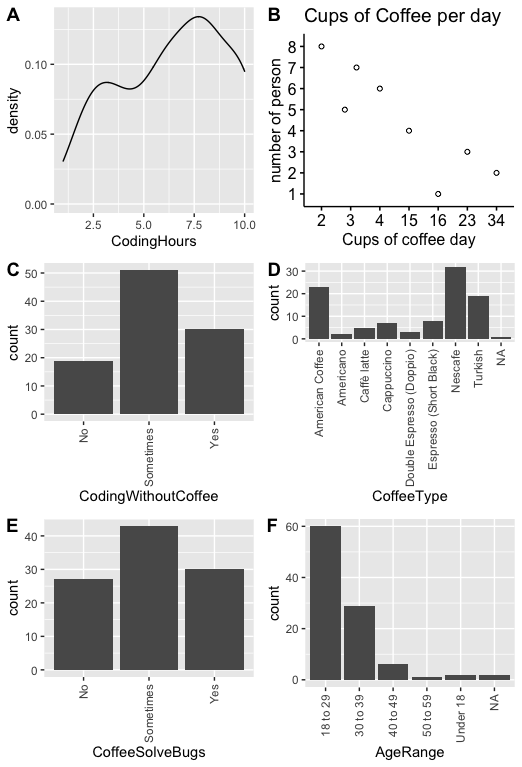 A
density
0.10
0.05
0.00
2.5 5.0 7.5 10.0
CodingHours
B
Cups of Coffee per day
number of person
8
7
6
5
4
3
2
1
2 3 4 15 16 23 34
Cups of coffee day
C
count
50
40
30
20
10
0
No
Sometimes
Yes
CodingWithoutCoffee
D
count
30
20
10
0
American Coffee
Americano
Caffè latte
Cappuccino
Double Espresso (Doppio)
Espresso (Short Black)
Nescafe
Turkish
NA
CoffeeType
E
count
40
30
20
10
0
No
Sometimes
Yes
CoffeeSolveBugs
F
count
60
40
20
0
18 to 29
30 to 39
40 to 49
50 to 59
Under 18
NA
AgeRange